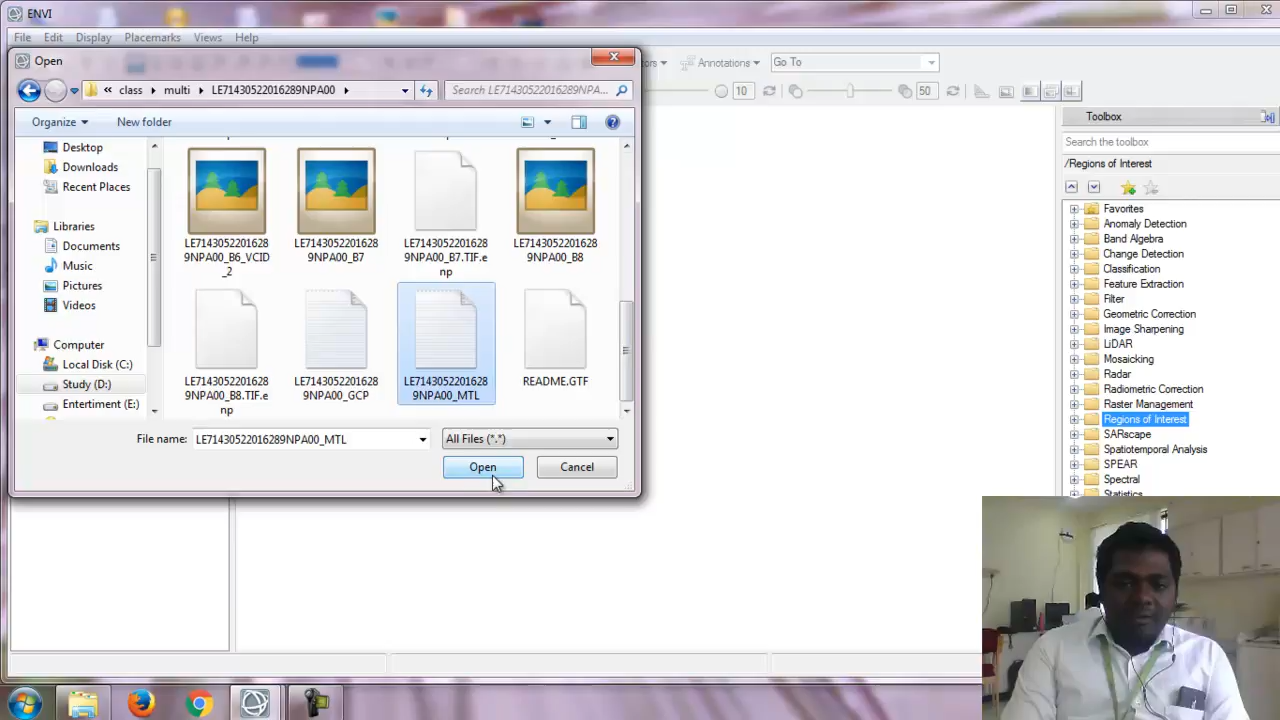 ENVI
File Edit Display Placemarks Views Help
Open
Annotations
Go To
« class multi LE71430522016289NPA00
Search LE71430522016289NPA...
10
50
Organize New folder
Toolbox
Search the toolbox
/Regions of Interest
Desktop
Downloads
Recent Places
Libraries
Documents
Music
Pictures
Videos
Computer
Local Disk (C:)
Study (D:)
Entertiment (E:)
LE7143052201628
9NPA00_B6_VCID
_2
LE7143052201628
9NPA00_B7
LE7143052201628
9NPA00_B7.TIF.e
np
LE7143052201628
9NPA00_B8
LE7143052201628
9NPA00_B8.TIF.e
np
LE7143052201628
9NPA00_GCP
LE7143052201628
9NPA00_MTL
README.GTF
File name: LE71430522016289NPA00_MTL
All Files (*.*)
Open
Cancel
Favorites
Anomaly Detection
Band Algebra
Change Detection
Classification
Feature Extraction
Filter
Geometric Correction
Image Sharpening
LiDAR
Mosaicking
Radar
Radiometric Correction
Raster Management
Regions of Interest
SARscape
Spatiotemporal Analysis
SPEAR
Spectral
Statistics